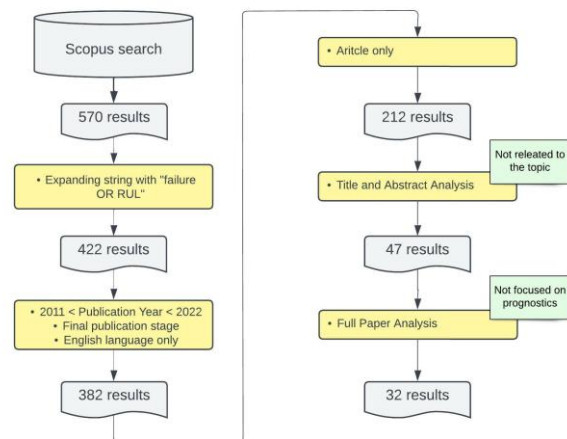 Scopus search
570 results
• Expanding string with "failure
OR RUL"
422 results
• 2011 < Publication Year < 2022
• Final publication stage
• English language only
382 results
• Aritcle only
212 results
Not releated to
the topic
• Title and Abstract Analysis
47 results
Not focused on
prognostics
• Full Paper Analysis
32 results